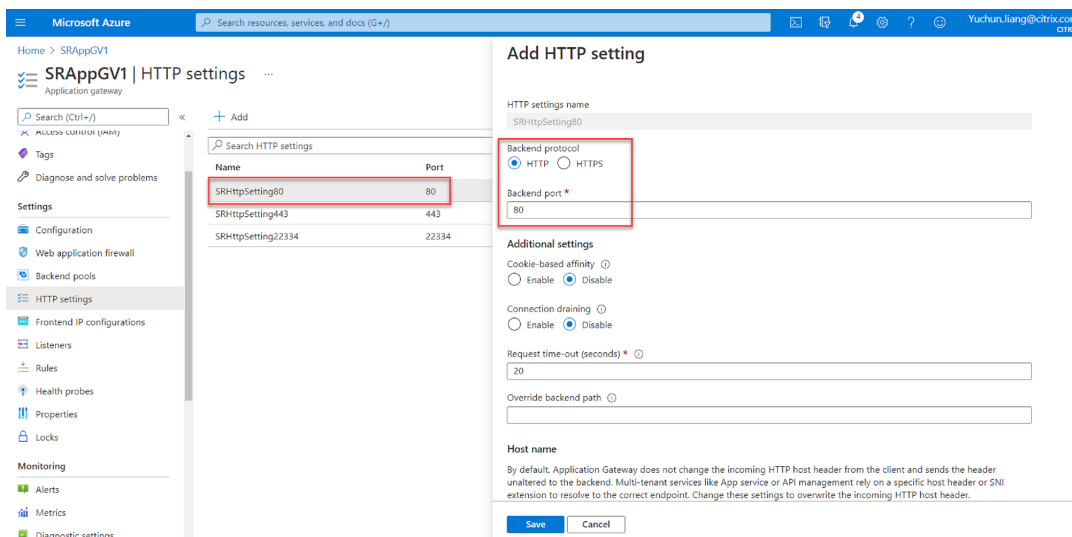 Microsoft Azure
Search resources, services, and docs (G+/)
4
Yuchun.Jiang@citrix.com
CITRIX
Home > SRAppGV1
SRAppGV1 | HTTP settings ...
Application gateway
Search (Ctrl+/)
«
Access control (IAM)
Tags
Diagnose and solve problems
Settings
Configuration
Web application firewall
Backend pools
HTTP settings
Frontend IP configurations
Listeners
Rules
Health probes
Properties
Locks
Monitoring
Alerts
Metrics
Diagnostic settings
+ Add
Search HTTP settings
Name Port
SRHttpSetting80 80
SRHttpSetting443 443
SRHttpSetting22334 22334
Add HTTP setting
HTTP settings name
SRHttpSetting80
Backend protocol
HTTP HTTPS
Backend port *
80
Additional settings
Cookie-based affinity
Enable Disable
Connection draining
Enable Disable
Request time-out (seconds) *
20
Override backend path
Host name
By default, Application Gateway does not change the incoming HTTP host header from the client and sends the header
unaltered to the backend. Multi-tenant services like App service or API management rely on a specific host header or SNI
extension to resolve to the correct endpoint. Change these settings to overwrite the incoming HTTP host header.
Save Cancel